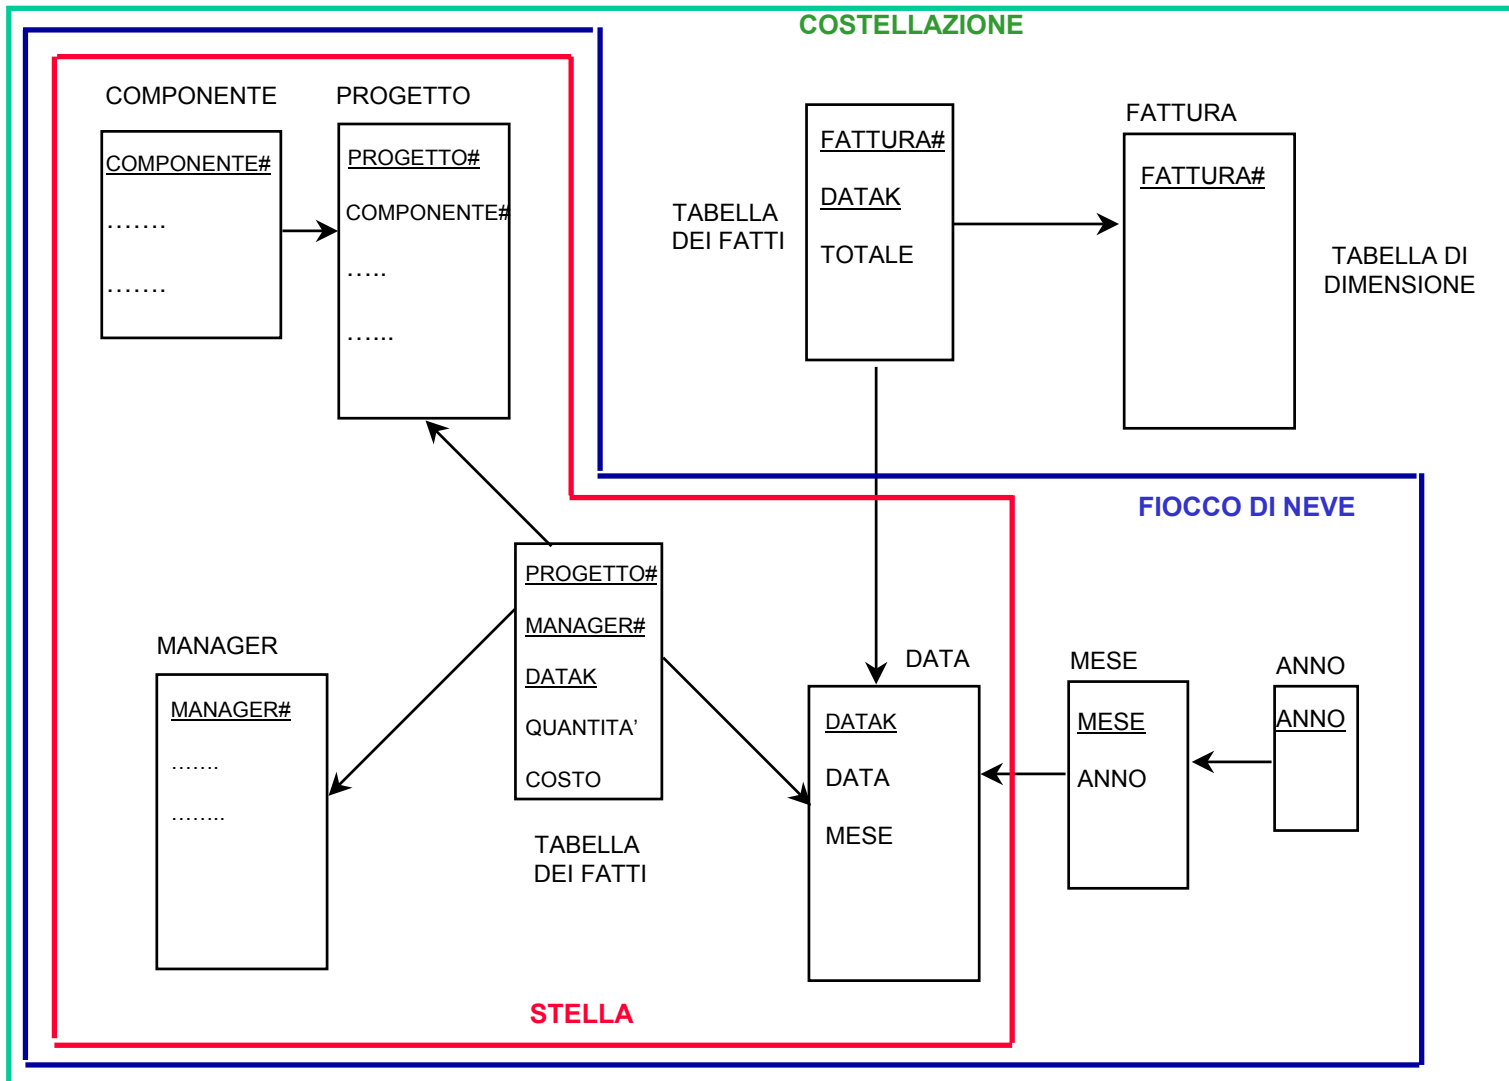 COSTELLAZIONE
COMPONENTE
COMPONENTE#
…….
…….
PROGETTO
PROGETTO#
COMPONENTE#
…..
…...
TABELLA
DEI FATTI
FATTURA#
DATAK
TOTALE
FATTURA
FATTURA#
TABELLA DI
DIMENSIONE
FIOCCO DI NEVE
MANAGER
MANAGER#
…….
……..
PROGETTO#
MANAGER#
DATAK
QUANTITA’
COSTO
TABELLA
DEI FATTI
DATA
DATAK
DATA
MESE
MESE
MESE
ANNO
ANNO
ANNO
STELLA